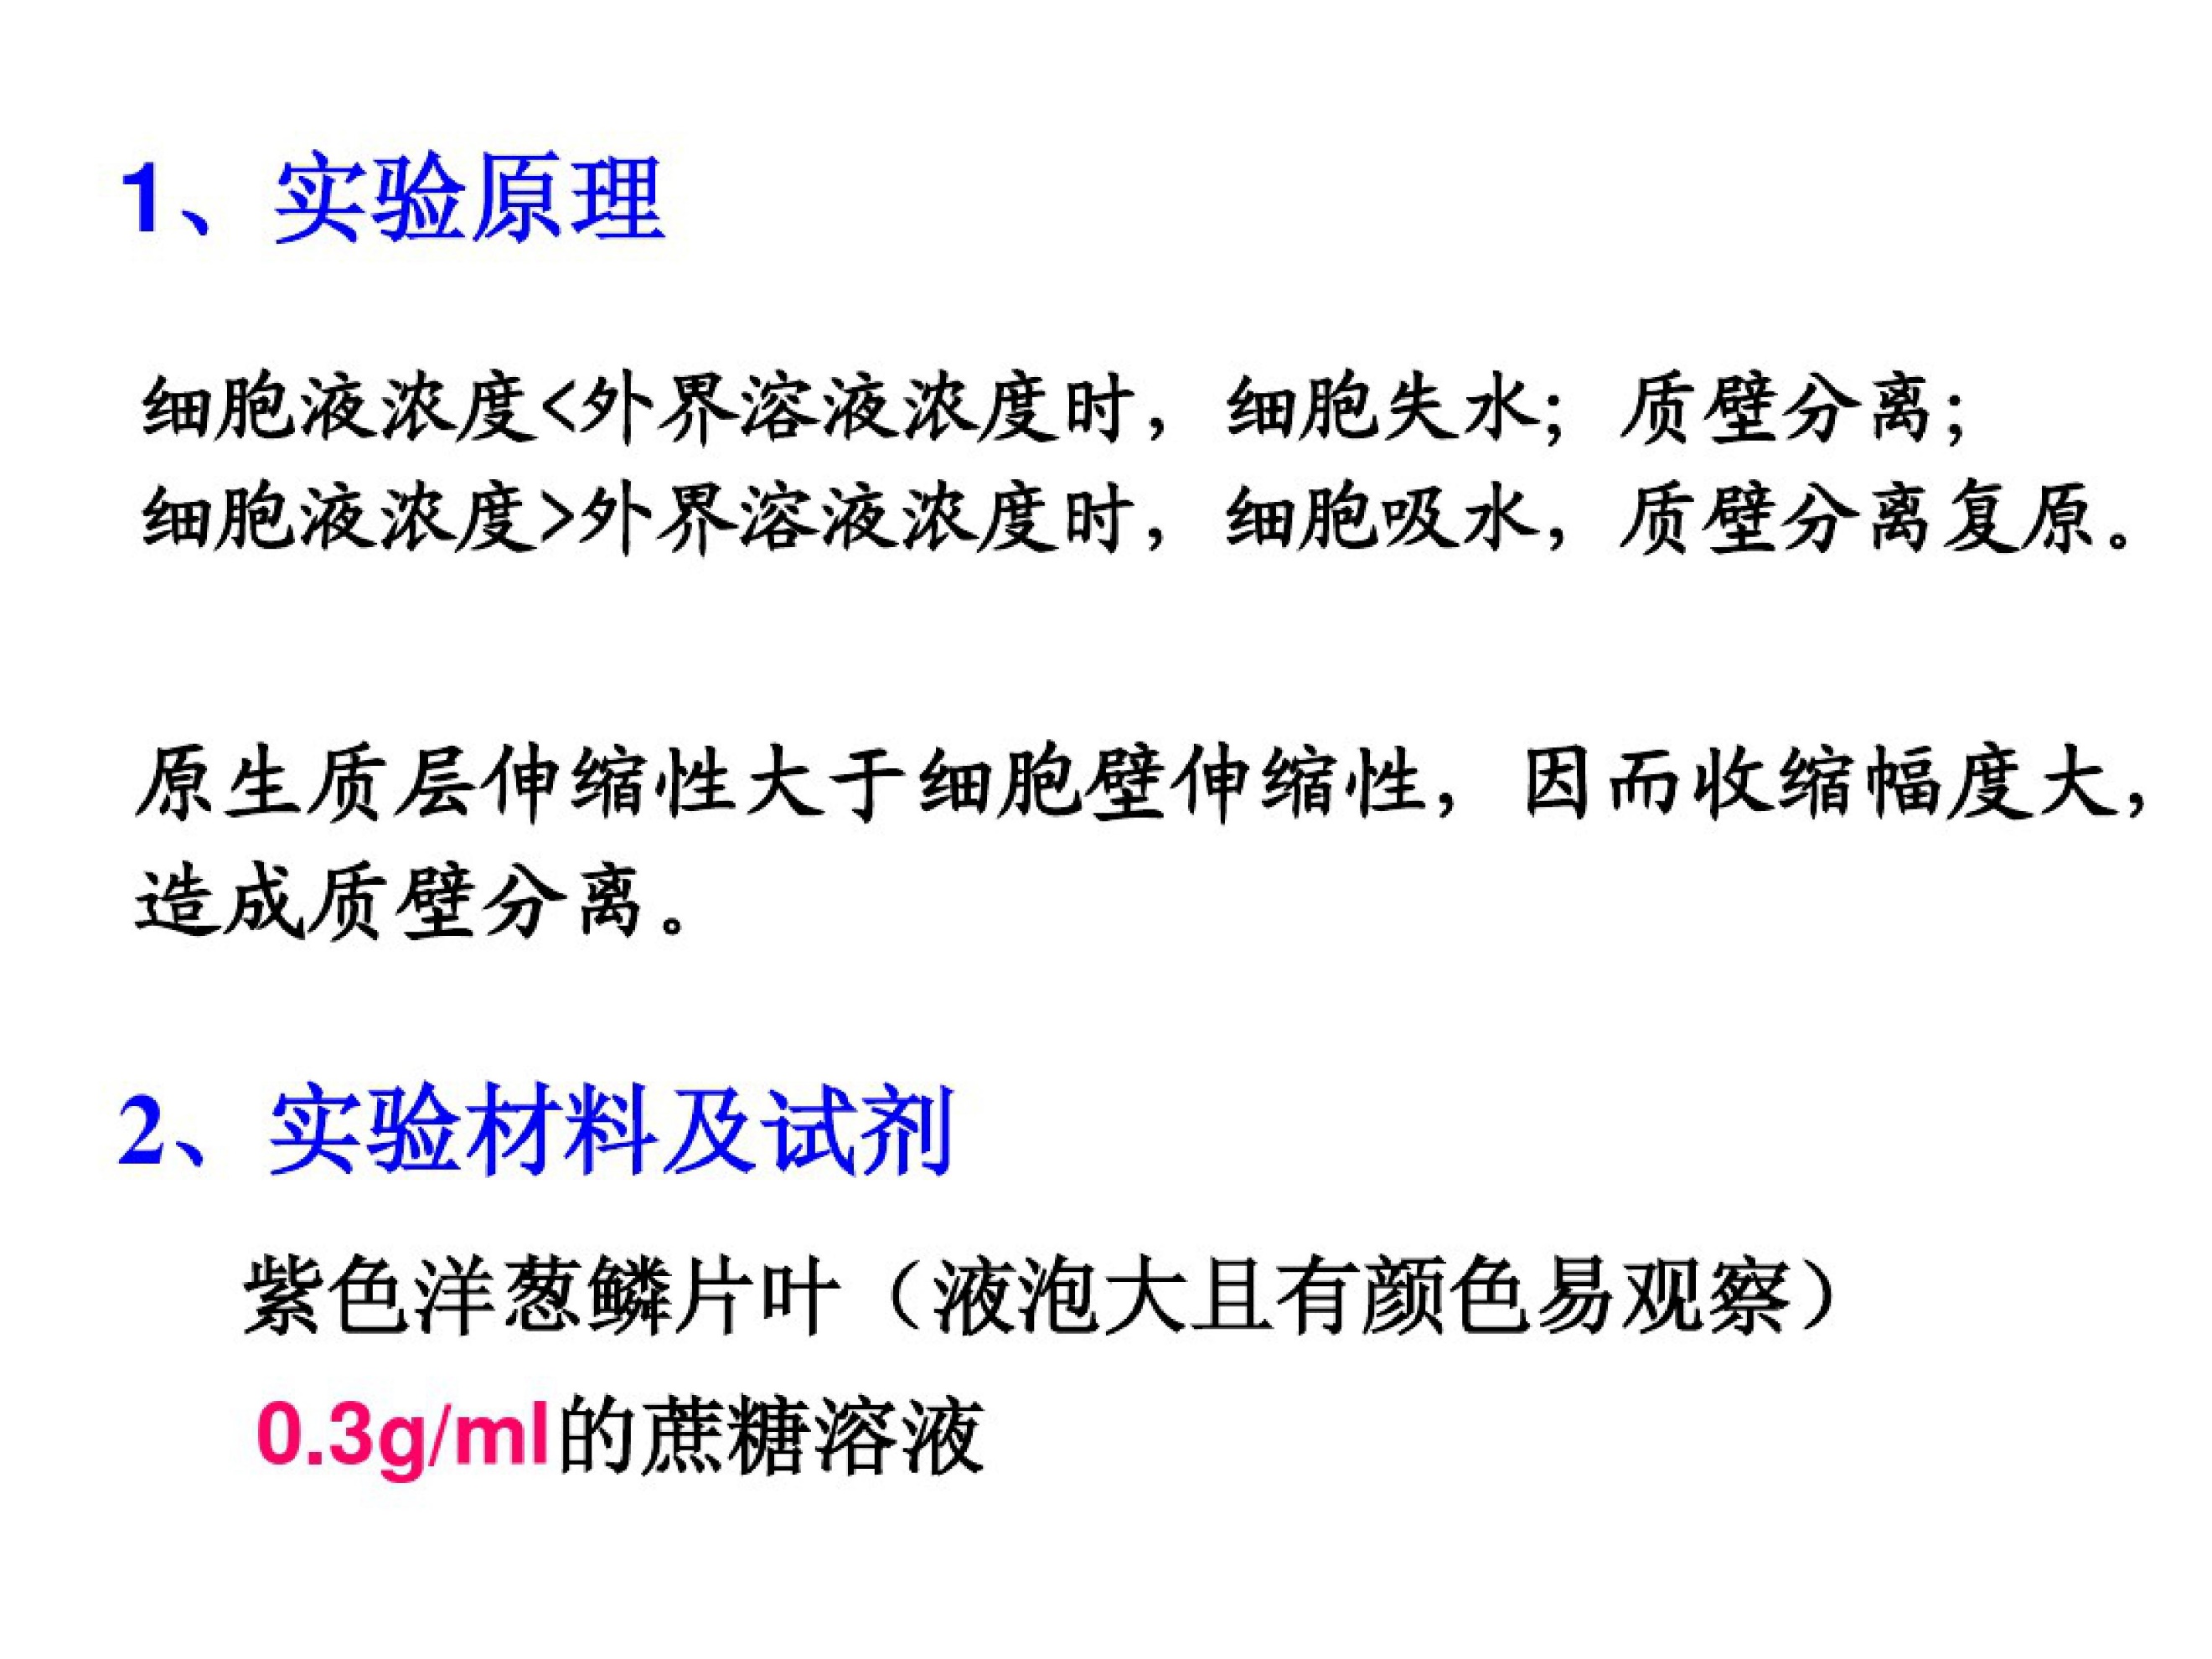 1、实验原理
细胞液浓度<外界溶液浓度时，细胞失水；质壁分离；
细胞液浓度>外界溶液浓度时，细胞吸水，质壁分离复原。
原生质层伸缩性大于细胞壁伸缩性，因而收缩幅度大，
造成质壁分离。
2、实验材料及试剂
紫色洋葱鳞片叶（液泡大且有颜色易观察）
0.3g/ml的蔗糖溶液